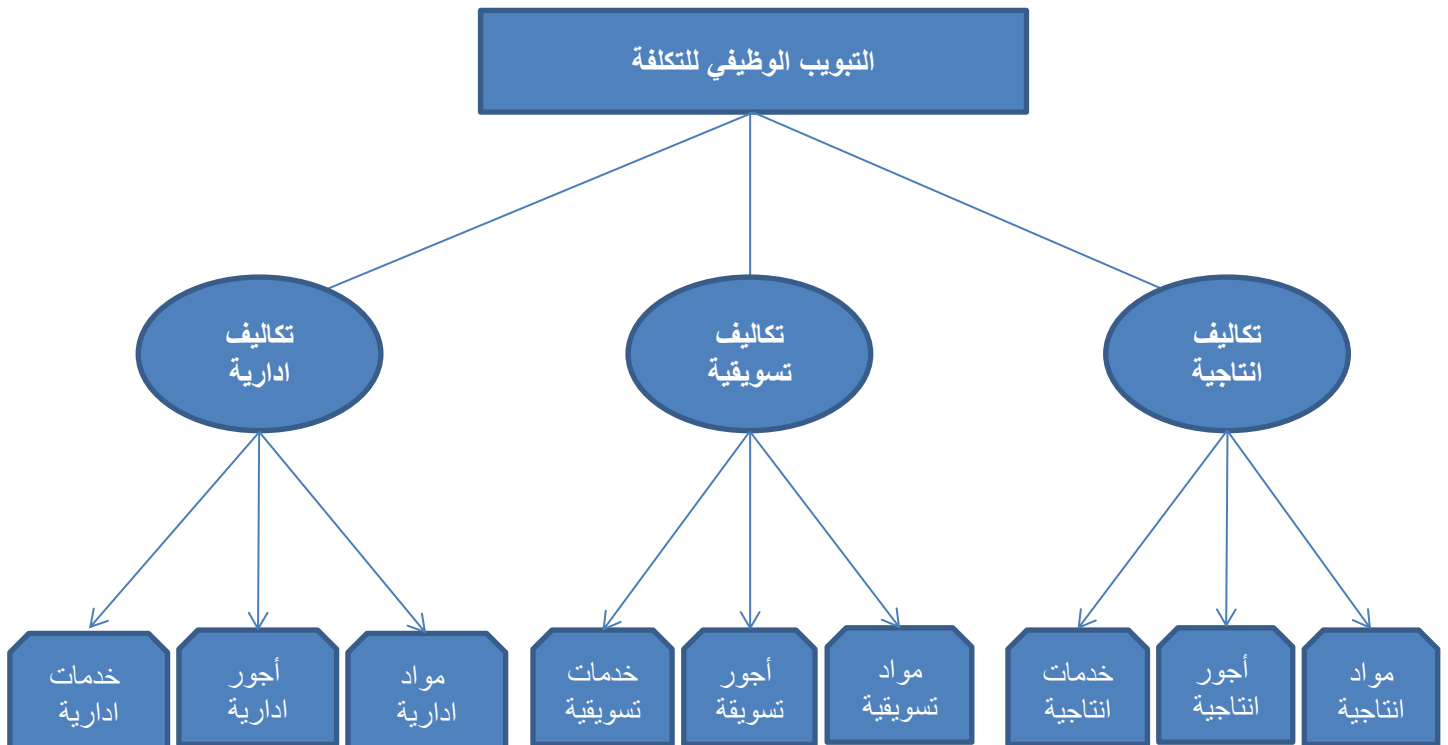 التبويب الوظيفي للتكلفة
تكاليف
انتاجية
تكاليف
تسويقية
تكاليف
ادارية
مواد
انتاجية
أجور
انتاجية
خدمات
انتاجية
مواد
تسويقية
أجور
تسويقة
خدمات
تسويقية
مواد
ادارية
أجور
ادارية
خدمات
ادارية